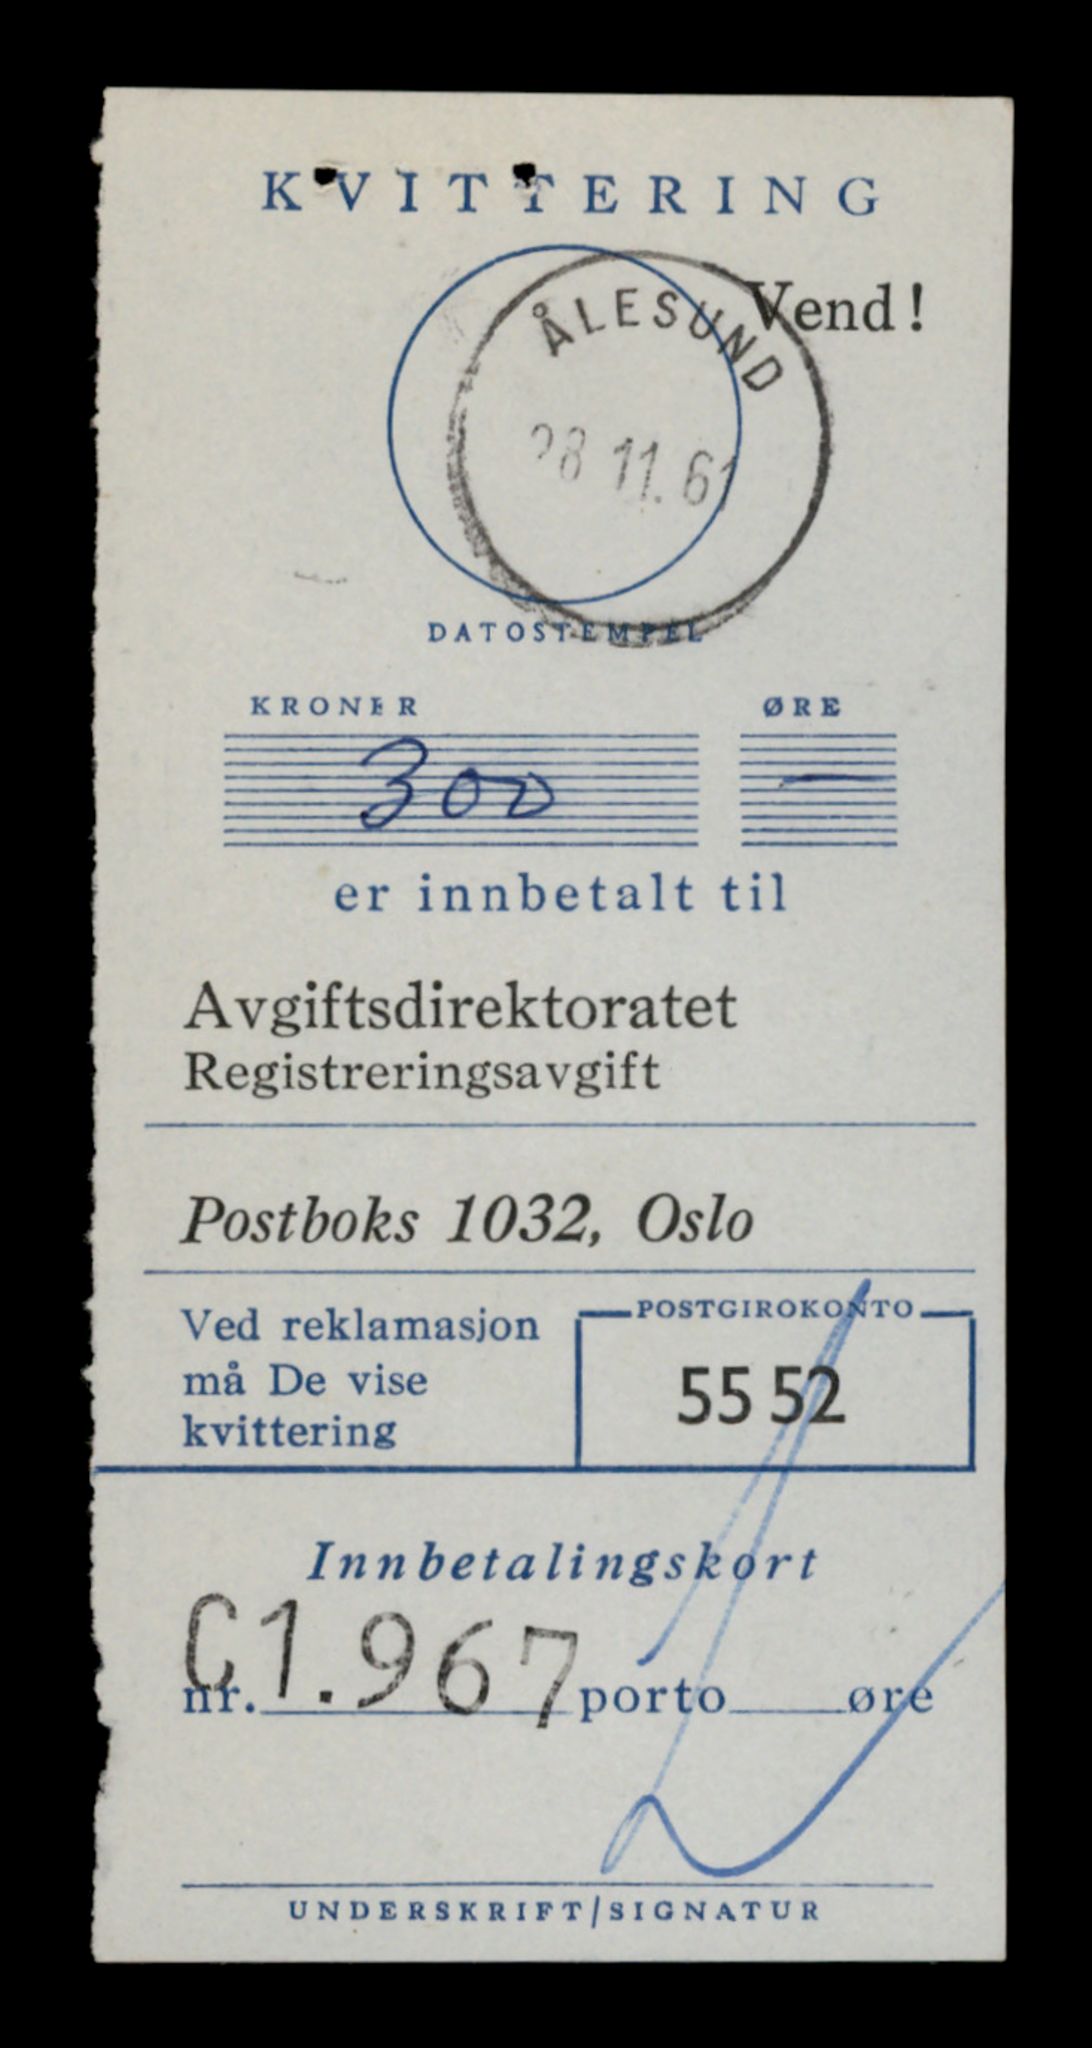 KVITTERING
Vend!
ÅLESUND
28 11. 61
DATOSTEMPEL
KRONER ØRE
300 —
er innbetalt til
Avgiftsdirektoratet
Registreringsavgift
Postboks 1032, Oslo
Ved reklamasjon
må De vise
kvittering
POSTGIROKONTO
55 52
Innbetalingskort
nr. C1.967 porto ____ øre
UNDERSKRIFT/SIGNATUR